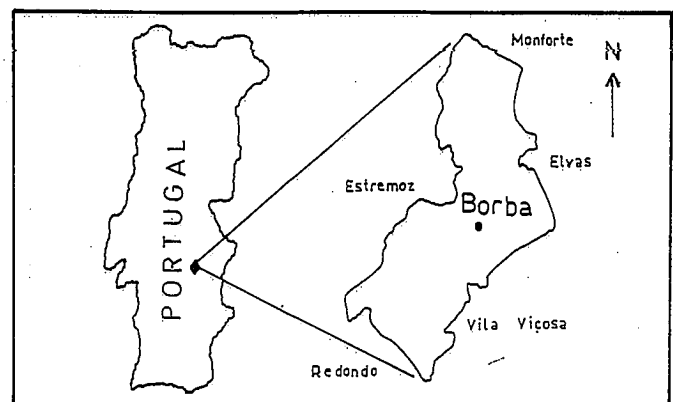 Monforte
N
Elvas
Estremoz
Borba
PORTUGAL
Vila Viçosa
Redondo